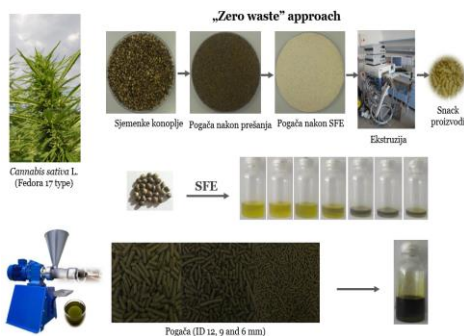 „Zero waste” approach
Sjemenke konoplje
Pogača nakon prešanja
Pogača nakon SFE
Ekstruzija
Snack
proizvodi
Cannabis sativa L.
(Fedora 17 type)
SFE
Pogača (ID 12, 9 and 6 mm)